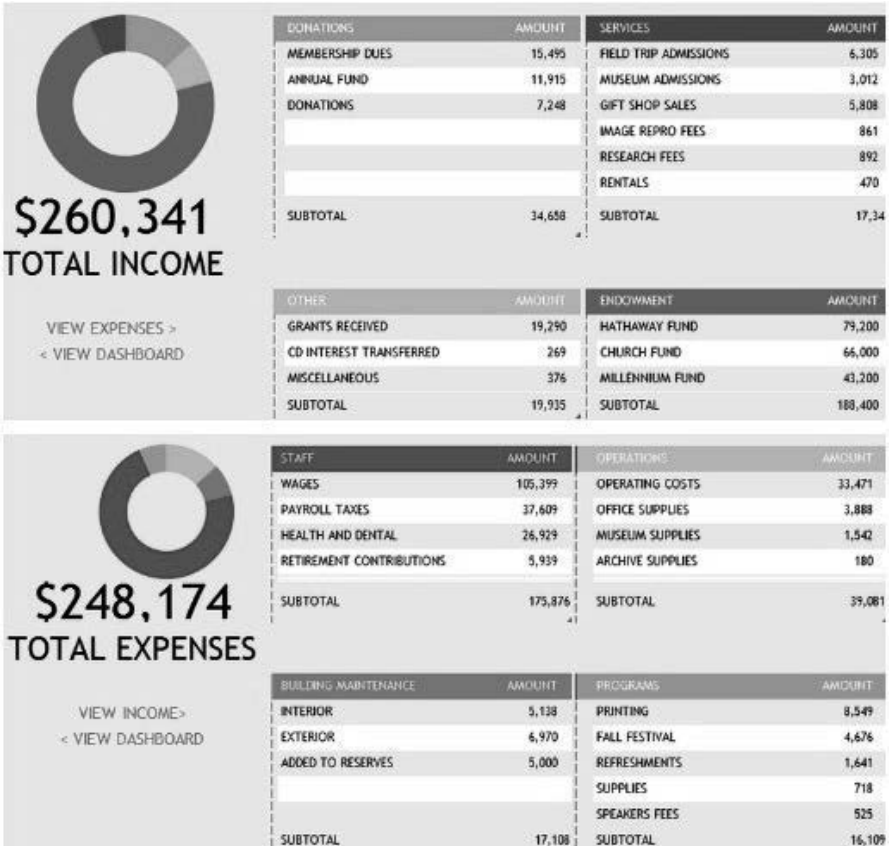 DONATIONS AMOUNT
MEMBERSHIP DUES 15,495
ANNUAL FUND 11,915
DONATIONS 7,248
SUBTOTAL 34,658
SERVICES AMOUNT
FIELD TRIP ADMISSIONS 6,305
MUSEUM ADMISSIONS 3,012
GIFT SHOP SALES 5,808
IMAGE REPRO FEES 861
RESEARCH FEES 892
RENTALS 470
SUBTOTAL 17,34
$260,341
TOTAL INCOME
VIEW EXPENSES >
< VIEW DASHBOARD
OTHER AMOUNT
GRANTS RECEIVED 19,290
CD INTEREST TRANSFERRED 269
MISCELLANEOUS 376
SUBTOTAL 19,935
ENDOWMENT AMOUNT
HATHAWAY FUND 79,200
CHURCH FUND 66,000
MILLENNIUM FUND 43,200
SUBTOTAL 188,400
STAFF AMOUNT
WAGES 105,399
PAYROLL TAXES 37,609
HEALTH AND DENTAL 26,929
RETIREMENT CONTRIBUTIONS 5,939
SUBTOTAL 175,876
OPERATIONS AMOUNT
OPERATING COSTS 33,471
OFFICE SUPPLIES 3,888
MUSEUM SUPPLIES 1,542
ARCHIVE SUPPLIES 180
SUBTOTAL 39,081
$248,174
TOTAL EXPENSES
VIEW INCOME>
< VIEW DASHBOARD
BUILDING MAINTENANCE AMOUNT
INTERIOR 5,138
EXTERIOR 6,970
ADDED TO RESERVES 5,000
SUBTOTAL 17,108
PROGRAMS AMOUNT
PRINTING 8,549
FALL FESTIVAL 4,676
REFRESHMENTS 1,641
SUPPLIES 718
SPEAKERS FEES 525
SUBTOTAL 16,109